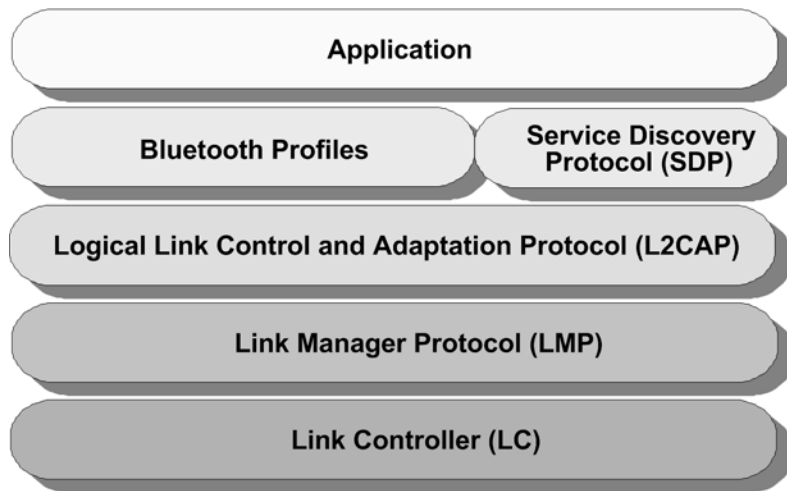 Application
Bluetooth Profiles
Service Discovery
Protocol (SDP)
Logical Link Control and Adaptation Protocol (L2CAP)
Link Manager Protocol (LMP)
Link Controller (LC)